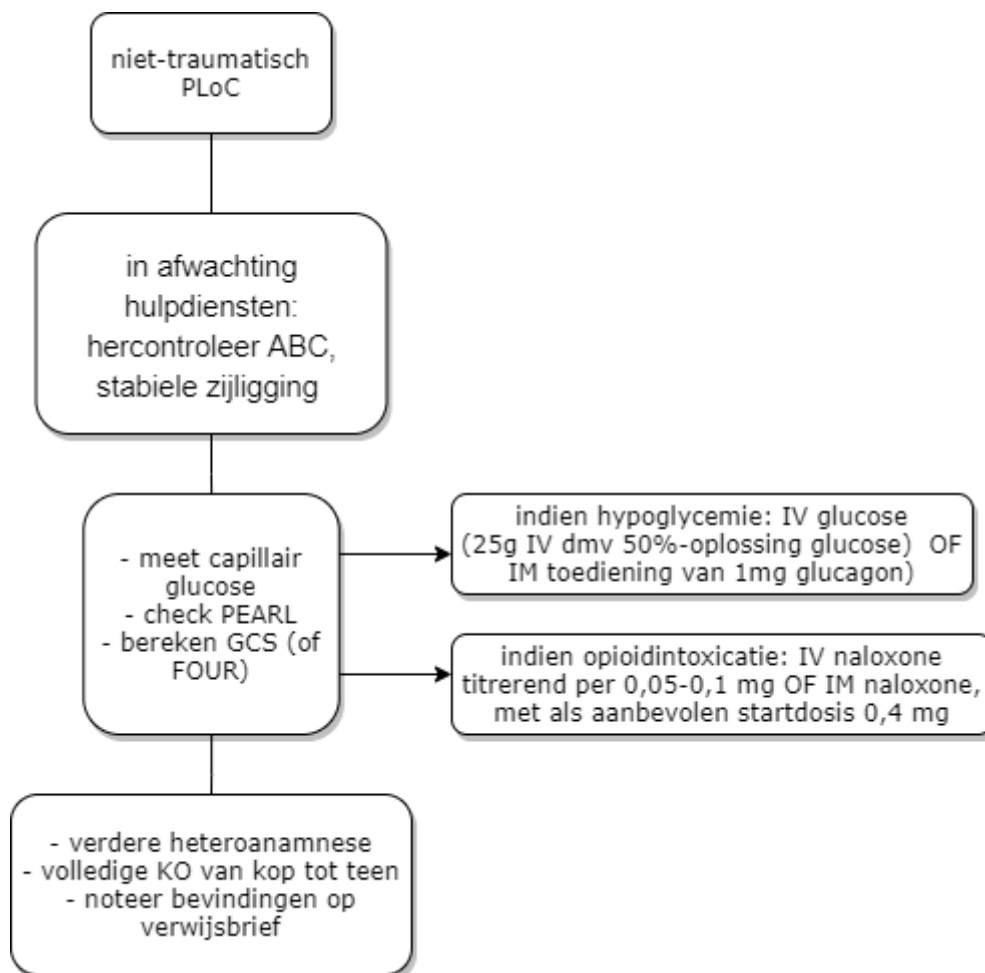 niet-traumatisch
PLoC
in afwachting
hulpdiensten:
hercontroleer ABC,
stabiele zijligging
- meet capillair
glucose
- check PEARL
- bereken GCS (of
FOUR)
indien hypoglycemie: IV glucose
(25g IV dmv 50%-oplossing glucose) OF
IM toediening van 1mg glucagon)
indien opioidintoxicatie: IV naloxone
titrerend per 0,05-0,1 mg OF IM naloxone,
met als aanbevolen startdosis 0,4 mg
- verdere heteroanamnese
- volledige KO van kop tot teen
- noteer bevindingen op
verwijsbrief